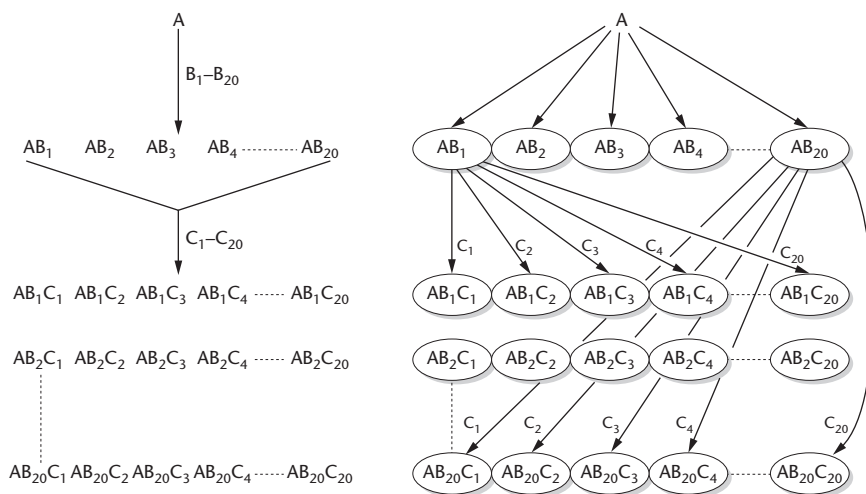 A
B₁–B₂₀
AB₁ AB₂ AB₃ AB₄ AB₂₀
C₁–C₂₀
AB₁C₁ AB₁C₂ AB₁C₃ AB₁C₄ AB₁C₂₀
AB₂C₁ AB₂C₂ AB₂C₃ AB₂C₄ AB₂C₂₀
AB₂₀C₁ AB₂₀C₂ AB₂₀C₃ AB₂₀C₄ AB₂₀C₂₀
A
AB₁ AB₂ AB₃ AB₄ AB₂₀
C₁ C₂ C₃ C₄ C₂₀
AB₁C₁ AB₁C₂ AB₁C₃ AB₁C₄ AB₁C₂₀
AB₂C₁ AB₂C₂ AB₂C₃ AB₂C₄ AB₂C₂₀
C₁ C₂ C₃ C₄ C₂₀
AB₂₀C₁ AB₂₀C₂ AB₂₀C₃ AB₂₀C₄ AB₂₀C₂₀